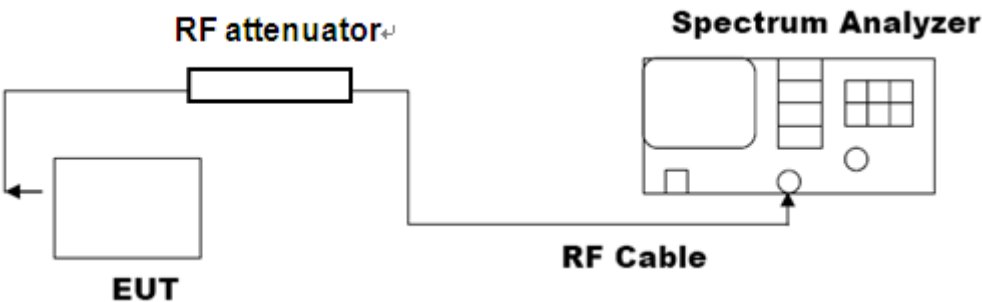 RF attenuator↵
Spectrum Analyzer
RF Cable
EUT